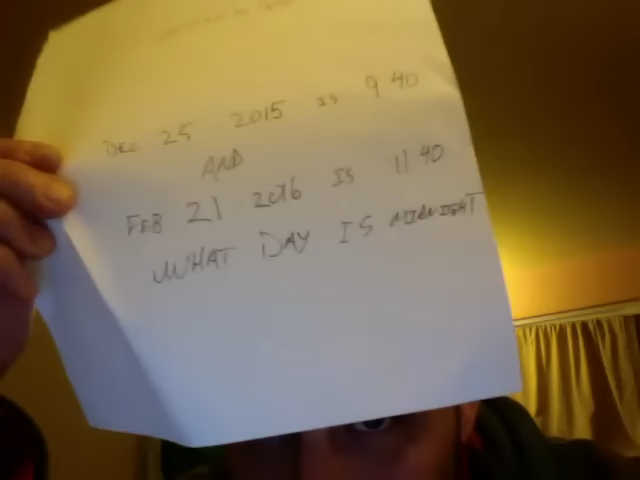 DEC 25 2015 IS 9 40
AND
FEB 21 2016 IS 11 40
WHAT DAY IS MIDNIGHT